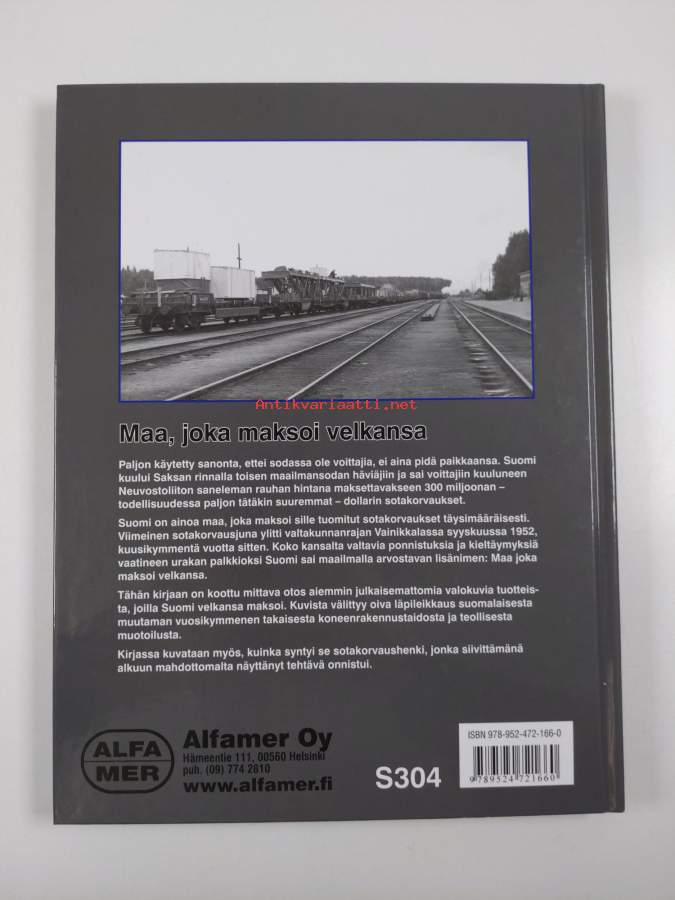 Antikvariaatti.net
Maa, joka maksoi velkansa
Paljon käytetty sanonta, ettei sodassa ole voittajia, ei aina pidä paikkaansa. Suomi
kuului Saksan rinnalla toisen maailmansodan häviäjiin ja sai voittajiin kuuluneen
Neuvostoliiton saneleman rauhan hintana maksettavakseen 300 miljoonan –
todellisuudessa paljon tätäkin suuremmat – dollarin sotakorvaukset.
Suomi on ainoa maa, joka maksoi sille tuomitut sotakorvaukset täysimääräisesti.
Viimeinen sotakorvausjuna ylitti valtakunnanrajan Vainikkalassa syyskuussa 1952,
kuusikymmentä vuotta sitten. Koko kansalta valtavia ponnistuksia ja kieltäymyksiä
vaatineen urakan palkkioksi Suomi sai maailmalla arvostavan lisänimen: Maa joka
maksoi velkansa.
Tähän kirjaan on koottu mittava otos aiemmin julkaisemattomia valokuvia tuotteis-
ta, joilla Suomi velkansa maksoi. Kuvista välittyy oiva läpileikkaus suomalaisesta
muutaman vuosikymmenen takaisesta koneenrakennustaidosta ja teollisesta
muotoilusta.
Kirjassa kuvataan myös, kuinka syntyi se sotakorvaushenki, jonka siivittämänä
alkuun mahdottomalta näyttänyt tehtävä onnistui.
ALFA
MER
Alfamer Oy
Hämeentie 111, 00560 Helsinki
puh. (09) 774 2810
www.alfamer.fi
S304
ISBN 978-952-472-166-0
9 789524 721660